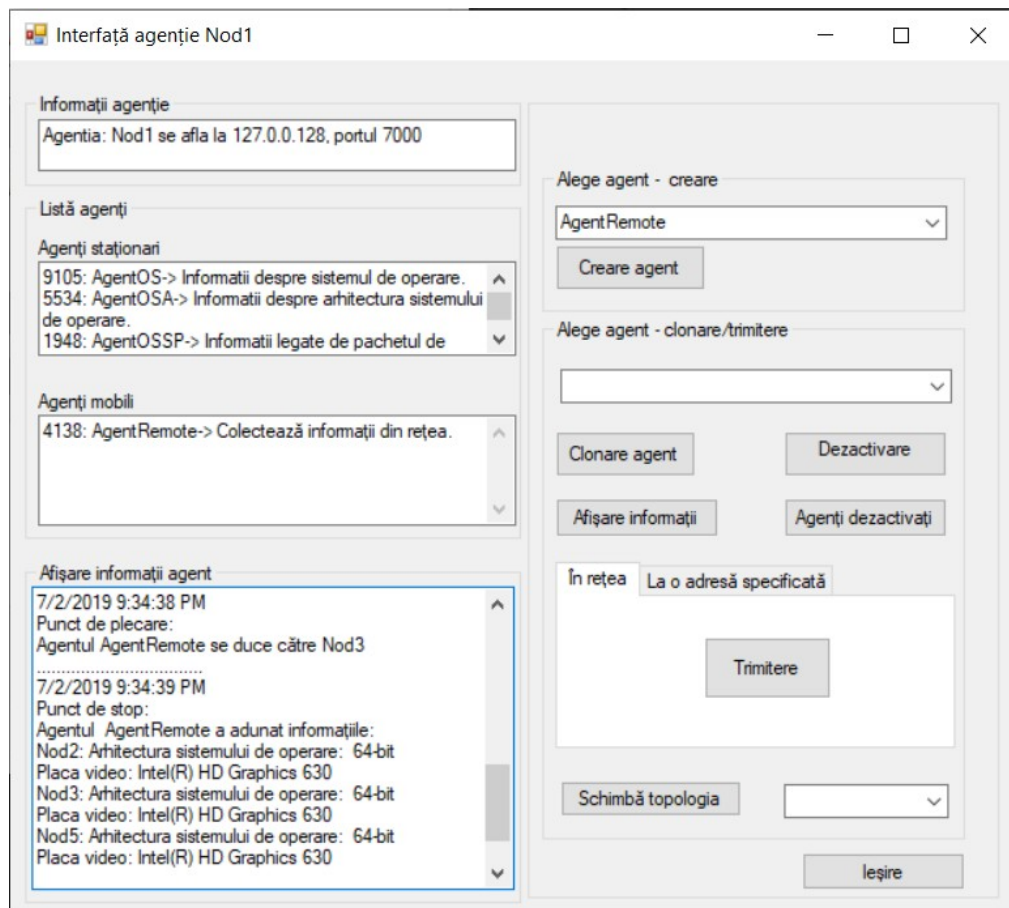 Interfață agenție Nod1
Informații agenție
Agentia: Nod1 se afla la 127.0.0.128, portul 7000
Listă agenți
Agenți staționari
9105: AgentOS-> Informatii despre sistemul de operare.
5534: AgentOSA-> Informatii despre arhitectura sistemului
de operare.
1948: AgentOSSP-> Informatii legate de pachetul de
Agenți mobili
4138: AgentRemote-> Colectează informații din rețea.
Afișare informații agent
7/2/2019 9:34:38 PM
Punct de plecare:
Agentul AgentRemote se duce către Nod3
..................................
7/2/2019 9:34:39 PM
Punct de stop:
Agentul  AgentRemote a adunat informațiile:
Nod2: Arhitectura sistemului de operare:  64-bit
Placa video: Intel(R) HD Graphics 630
Nod3: Arhitectura sistemului de operare:  64-bit
Placa video: Intel(R) HD Graphics 630
Nod5: Arhitectura sistemului de operare:  64-bit
Placa video: Intel(R) HD Graphics 630
Alege agent - creare
AgentRemote
Creare agent
Alege agent - clonare/trimitere
Clonare agent
Dezactivare
Afișare informații
Agenți dezactivați
În rețea
La o adresă specificată
Trimitere
Schimbă topologia
Ieșire